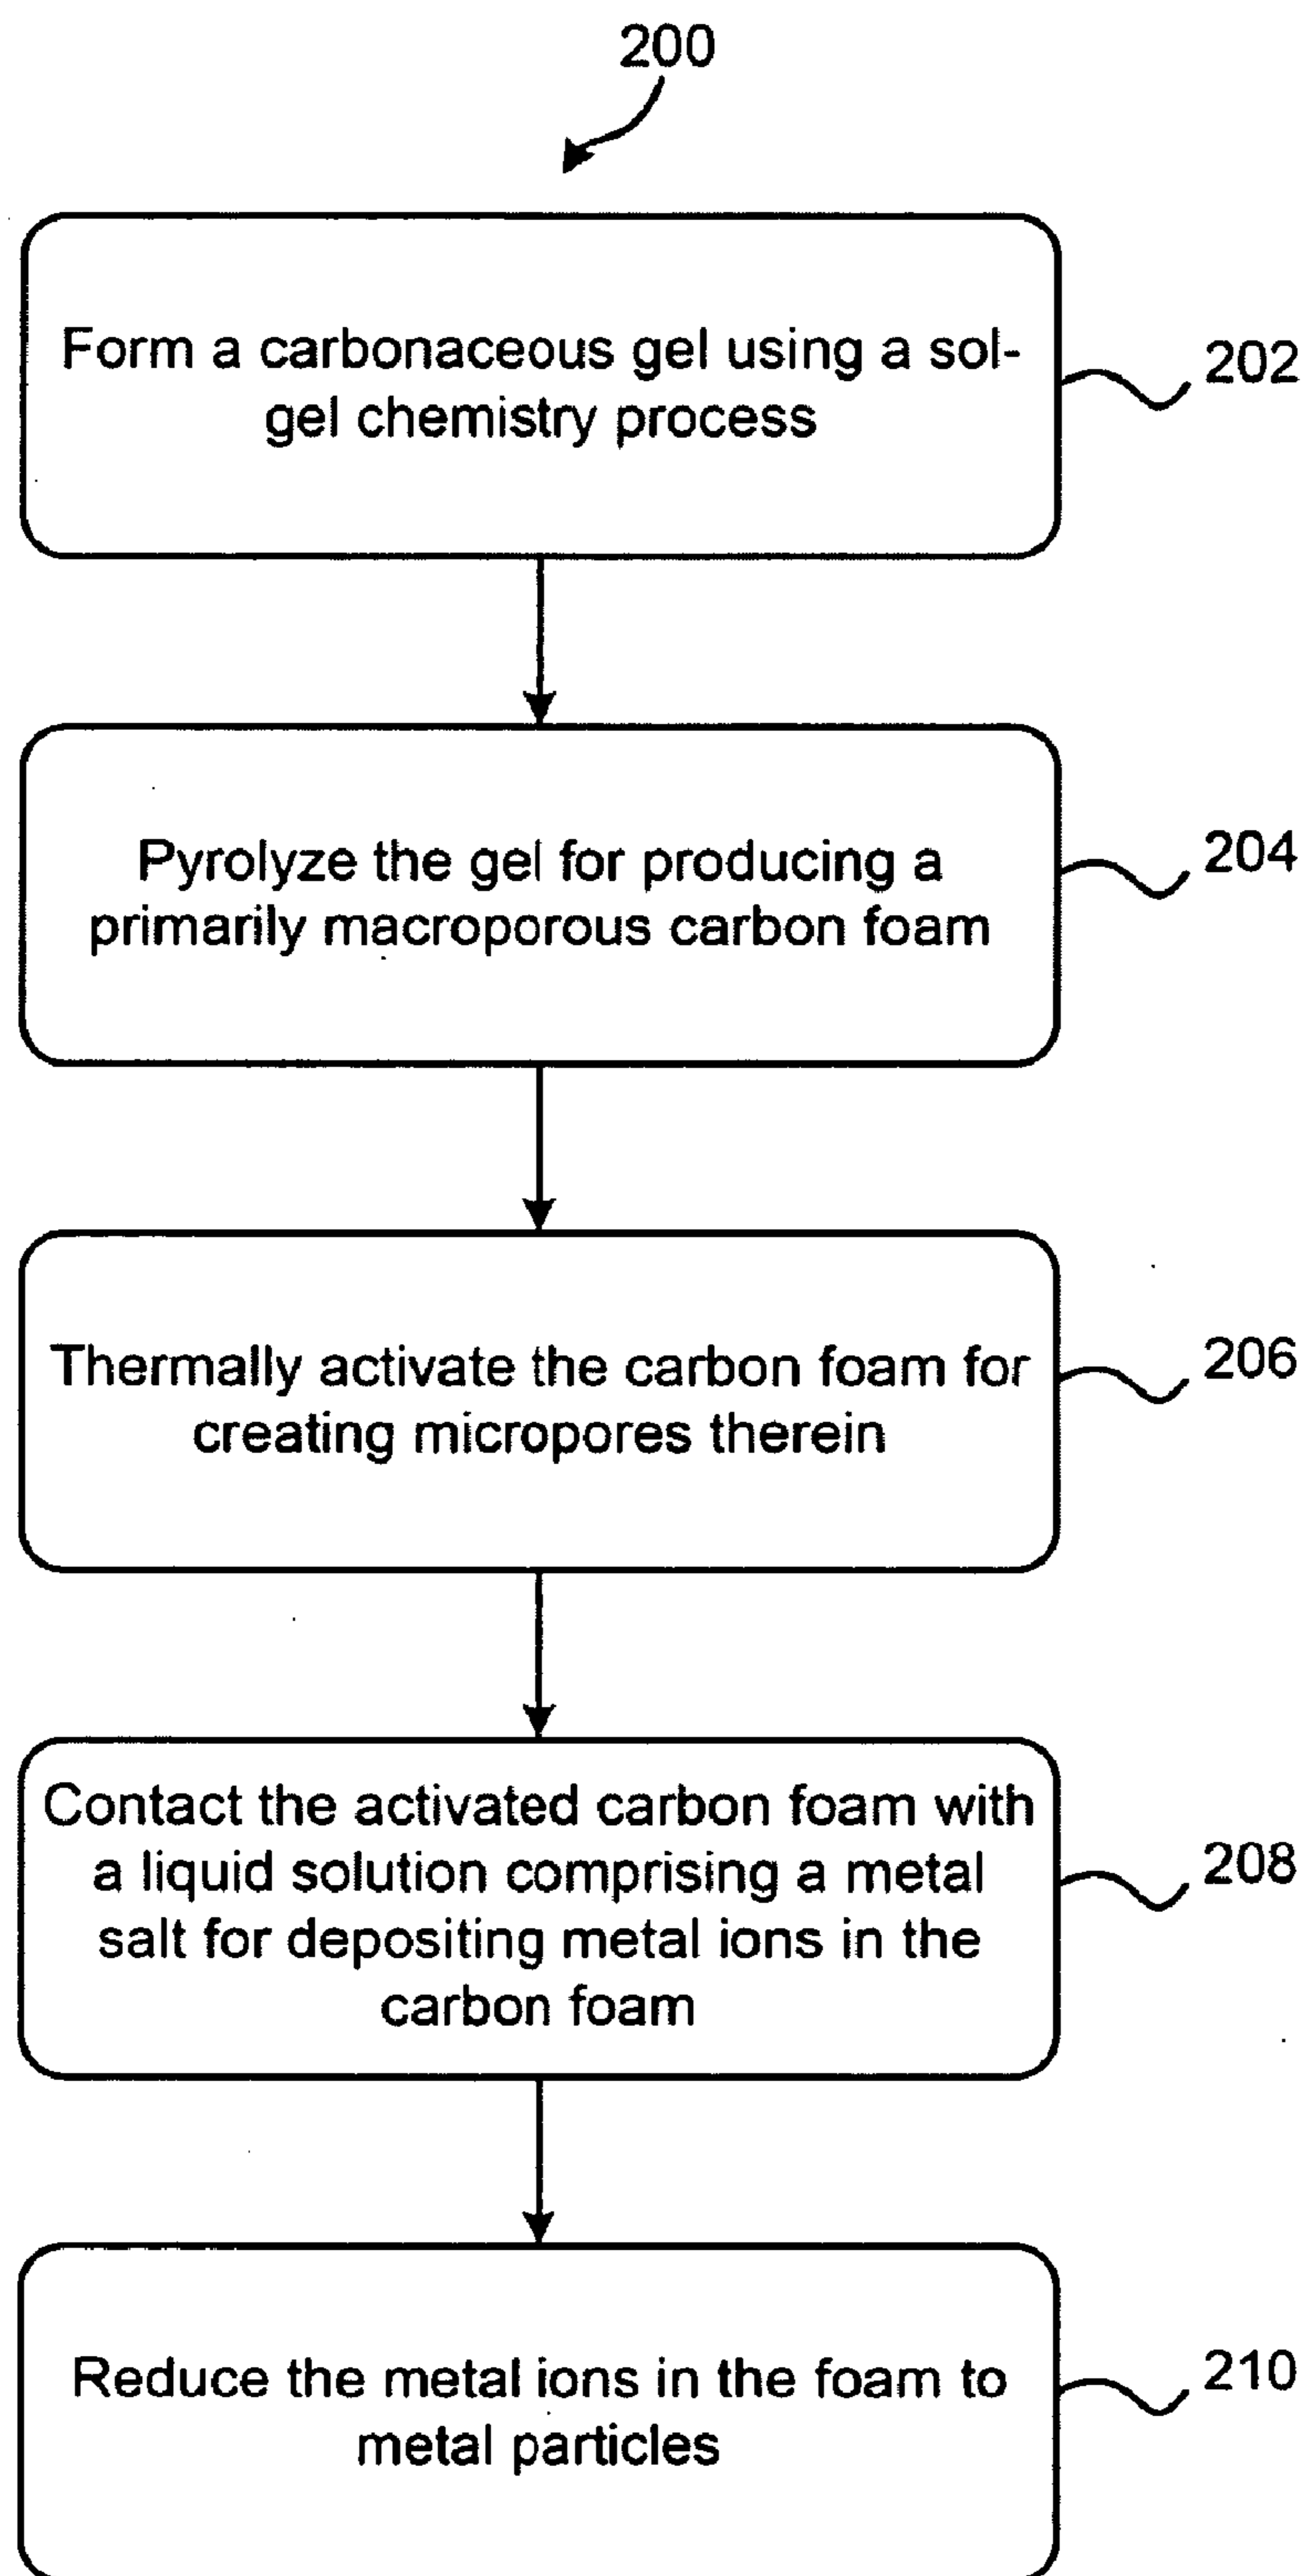 200
Form a carbonaceous gel using a sol-
gel chemistry process
202
Pyrolyze the gel for producing a
primarily macroporous carbon foam
204
Thermally activate the carbon foam for
creating micropores therein
206
Contact the activated carbon foam with
a liquid solution comprising a metal
salt for depositing metal ions in the
carbon foam
208
Reduce the metal ions in the foam to
metal particles
210